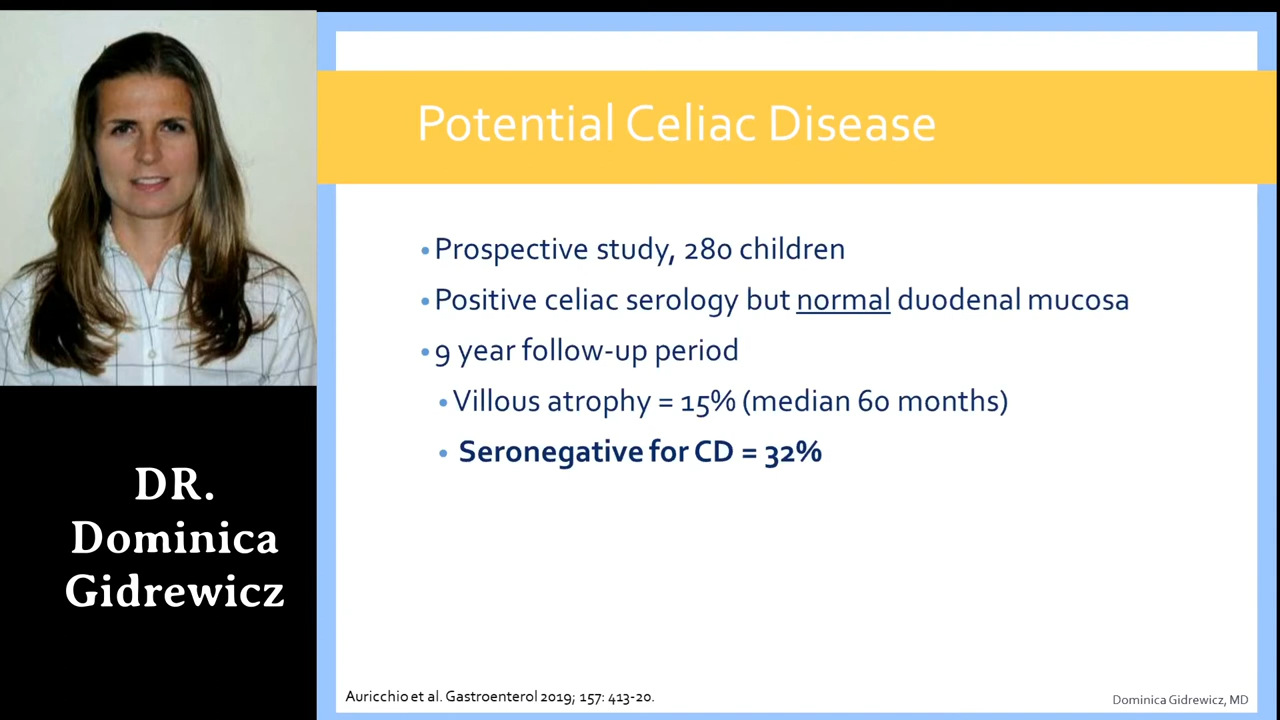 Potential Celiac Disease
•Prospective study, 280 children
•Positive celiac serology but normal duodenal mucosa
•9 year follow-up period
•Villous atrophy = 15% (median 60 months)
• Seronegative for CD = 32%
DR.
Dominica
Gidrewicz
Auricchio et al. Gastroenterol 2019; 157: 413-20.
Dominica Gidrewicz, MD